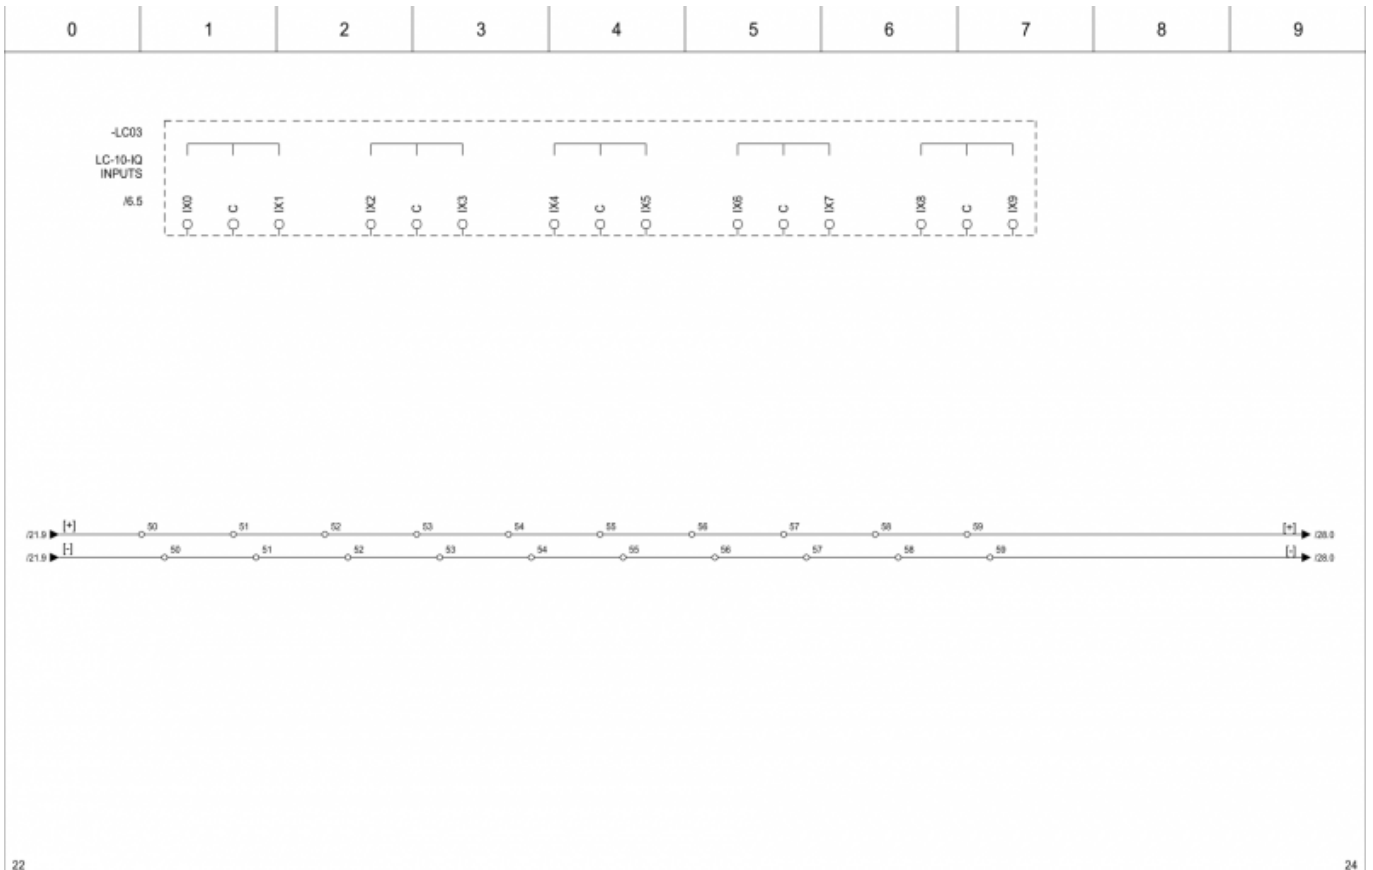 0 1 2 3 4 5 6 7 8 9
-LC03
LC-10-IQ
INPUTS
/6.5
IX0 C IX1 IX2 C IX3 IX4 C IX5 IX6 C IX7 IX8 C IX9
[+] 50 51 52 53 54 55 56 57 58 59 [+]
/21.9 /28.0
[-] 50 51 52 53 54 55 56 57 58 59 [-]
/21.9 /28.0
22 24